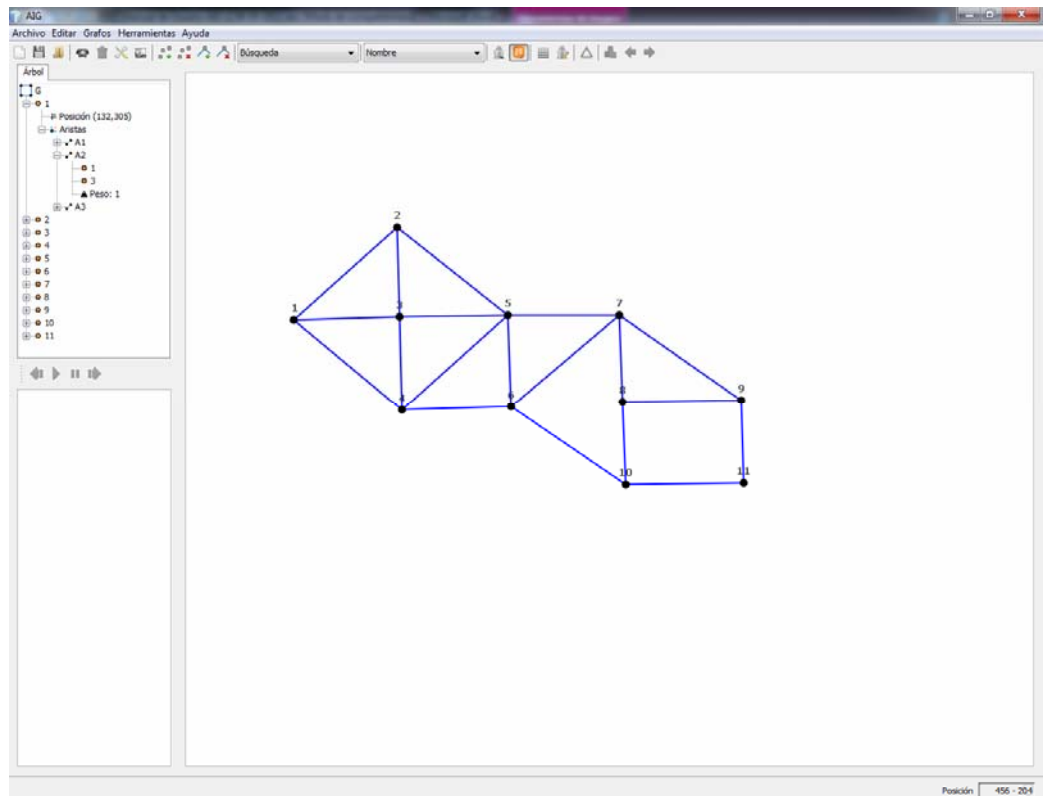 AIG
Archivo Editar Grafos Herramientas Ayuda
Búsqueda Nombre
Árbol
G
1
Posición (132,305)
Aristas
A1
A2
1
3
Peso: 1
A3
2
3
4
5
6
7
8
9
10
11
2
1
3
5
7
4
6
8
9
10
11
Posición 456 - 204